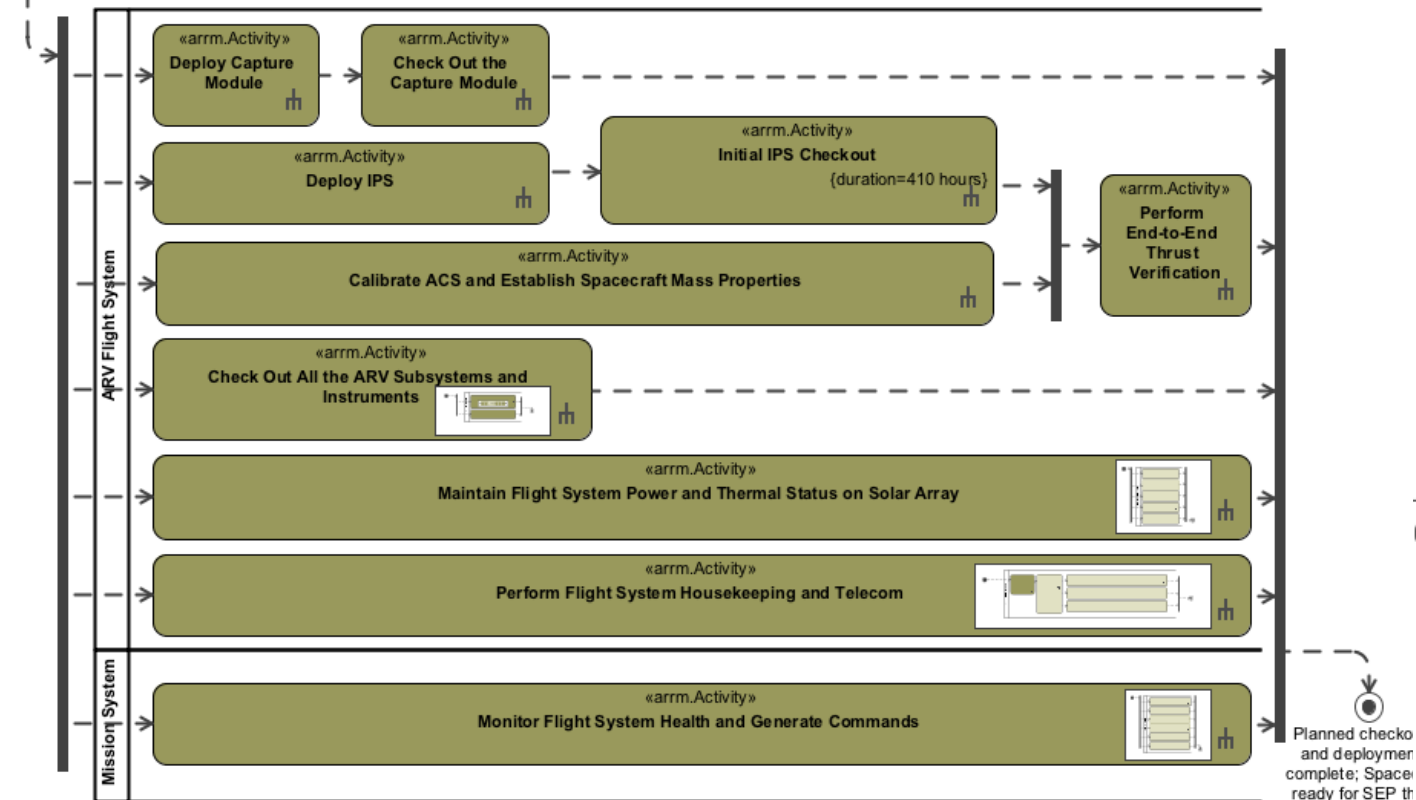 «arrm.Activity»
Deploy Capture
Module
«arrm.Activity»
Check Out the
Capture Module
«arrm.Activity»
Deploy IPS
«arrm.Activity»
Initial IPS Checkout
{duration=410 hours}
«arrm.Activity»
Perform
End-to-End
Thrust
Verification
«arrm.Activity»
Calibrate ACS and Establish Spacecraft Mass Properties
ARV Flight System
«arrm.Activity»
Check Out All the ARV Subsystems and
Instruments
«arrm.Activity»
Maintain Flight System Power and Thermal Status on Solar Array
«arrm.Activity»
Perform Flight System Housekeeping and Telecom
Mission System
«arrm.Activity»
Monitor Flight System Health and Generate Commands
Planned
and
complete;
ready for SEP